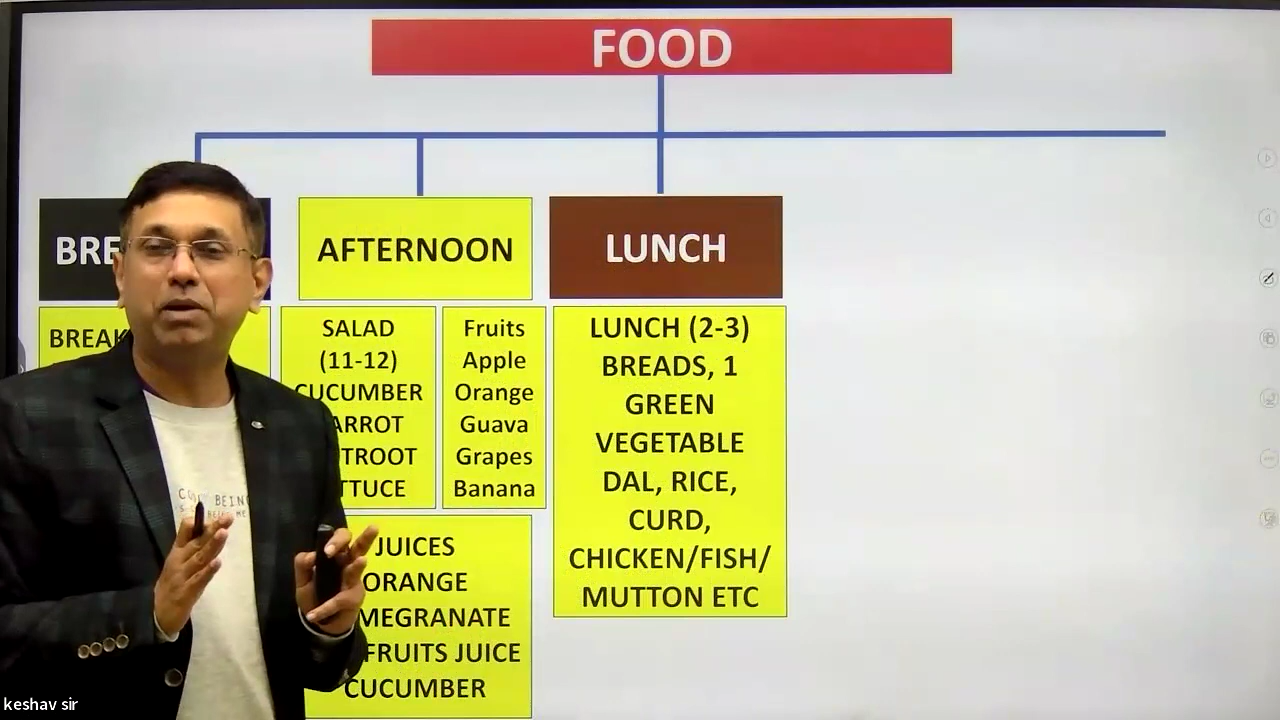 FOOD
BRE
AFTERNOON
LUNCH
BREAK
SALAD
(11-12)
CUCUMBER
ARROT
TROOT
TTUCE
Fruits
Apple
Orange
Guava
Grapes
Banana
LUNCH (2-3)
BREADS, 1
GREEN
VEGETABLE
DAL, RICE,
CURD,
CHICKEN/FISH/
MUTTON ETC
JUICES
ORANGE
MEGRANATE
FRUITS JUICE
CUCUMBER
BEING
keshav sir